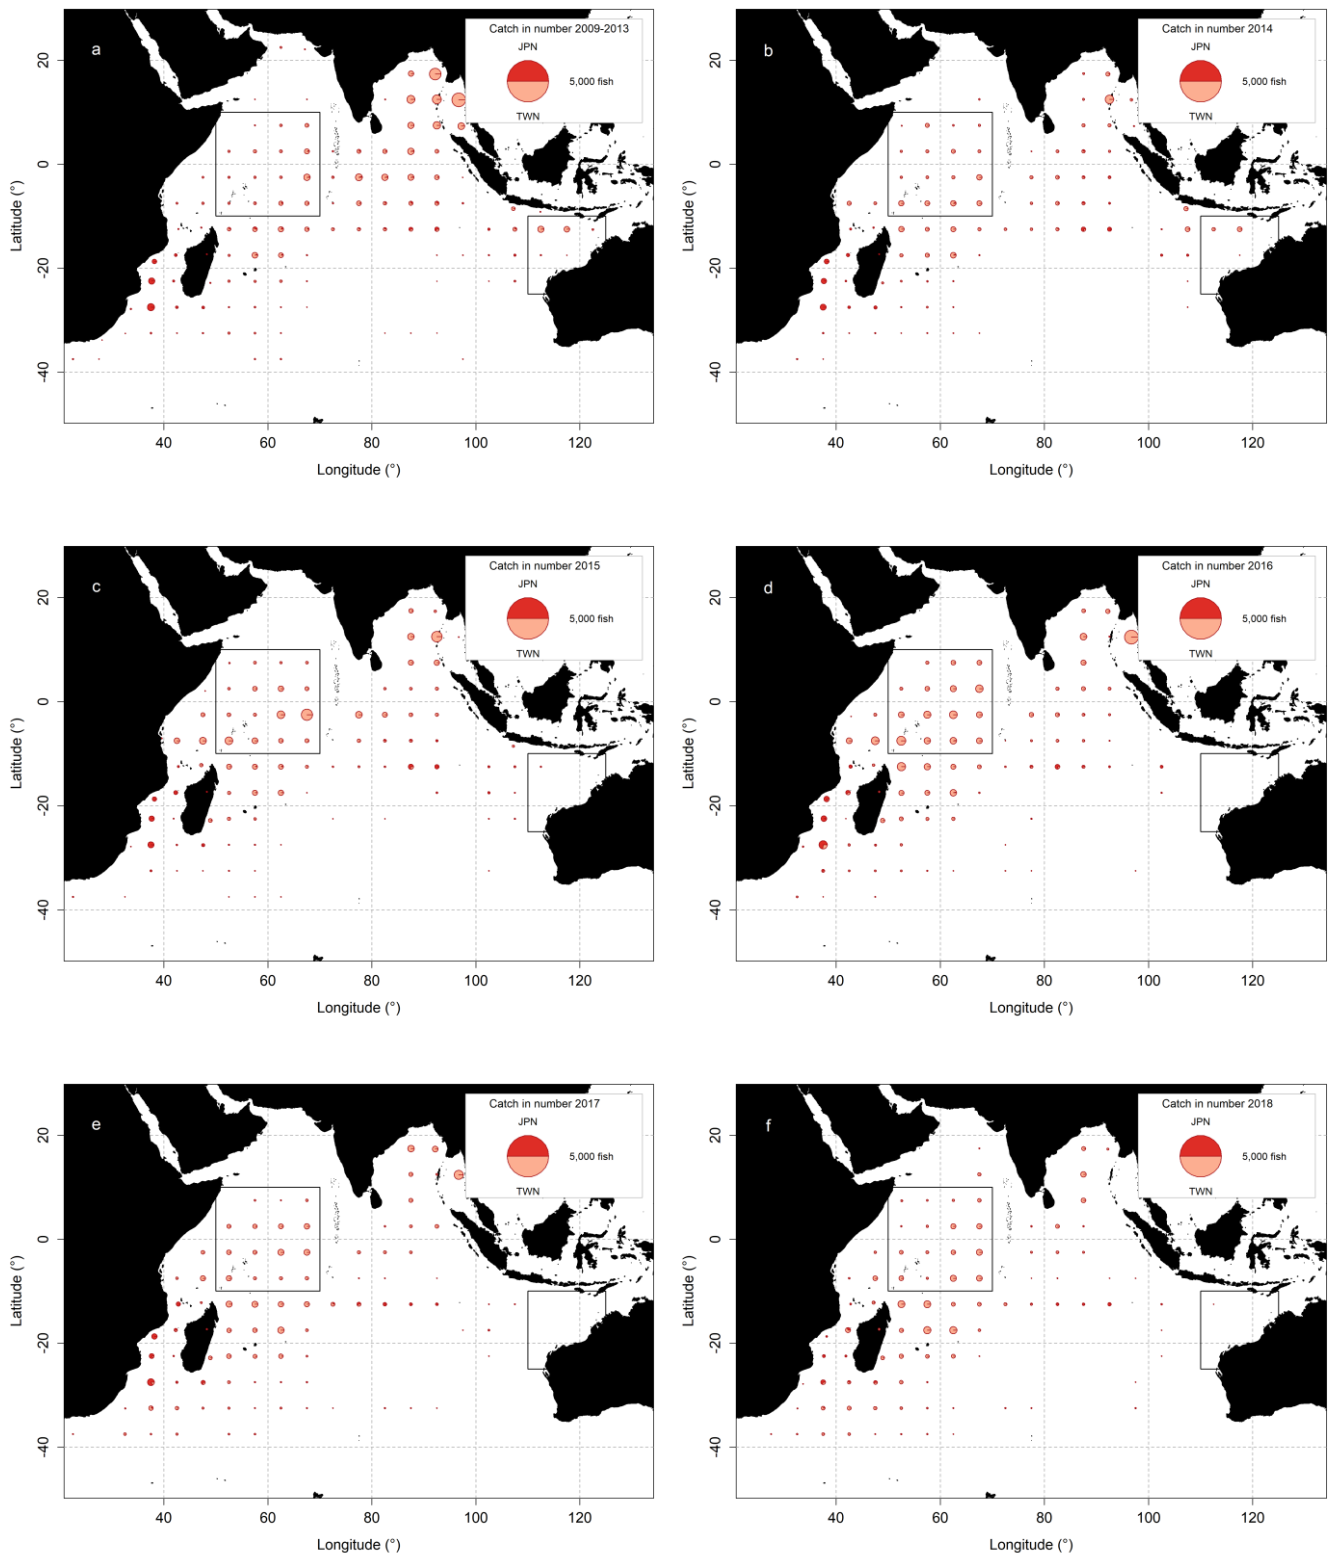 a
Catch in number 2009-2013
JPN
5,000 fish
TWN
20
0
-20
-40
Latitude (°)
40
60
80
100
120
Longitude (°)
b
Catch in number 2014
JPN
5,000 fish
TWN
20
0
-20
-40
Latitude (°)
40
60
80
100
120
Longitude (°)
c
Catch in number 2015
JPN
5,000 fish
TWN
20
0
-20
-40
Latitude (°)
40
60
80
100
120
Longitude (°)
d
Catch in number 2016
JPN
5,000 fish
TWN
20
0
-20
-40
Latitude (°)
40
60
80
100
120
Longitude (°)
e
Catch in number 2017
JPN
5,000 fish
TWN
20
0
-20
-40
Latitude (°)
40
60
80
100
120
Longitude (°)
f
Catch in number 2018
JPN
5,000 fish
TWN
20
0
-20
-40
Latitude (°)
40
60
80
100
120
Longitude (°)